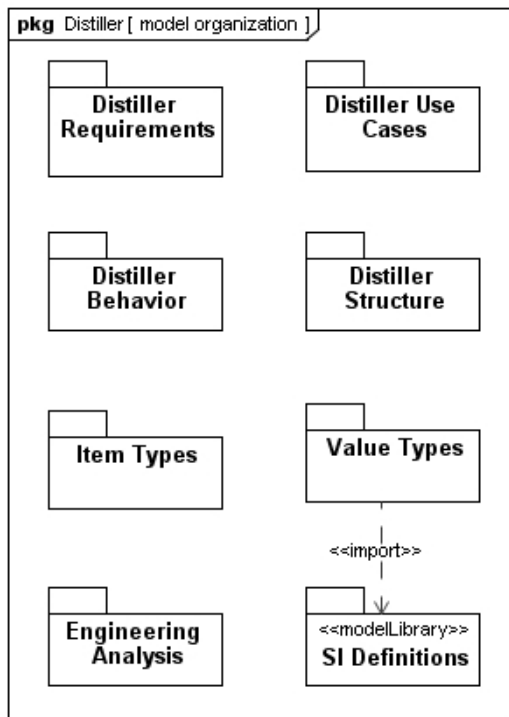 pkg Distiller [ model organization ]
Distiller
Requirements
Distiller Use
Cases
Distiller
Behavior
Distiller
Structure
Item Types
Value Types
<<import>>
Engineering
Analysis
<<modelLibrary>>
SI Definitions